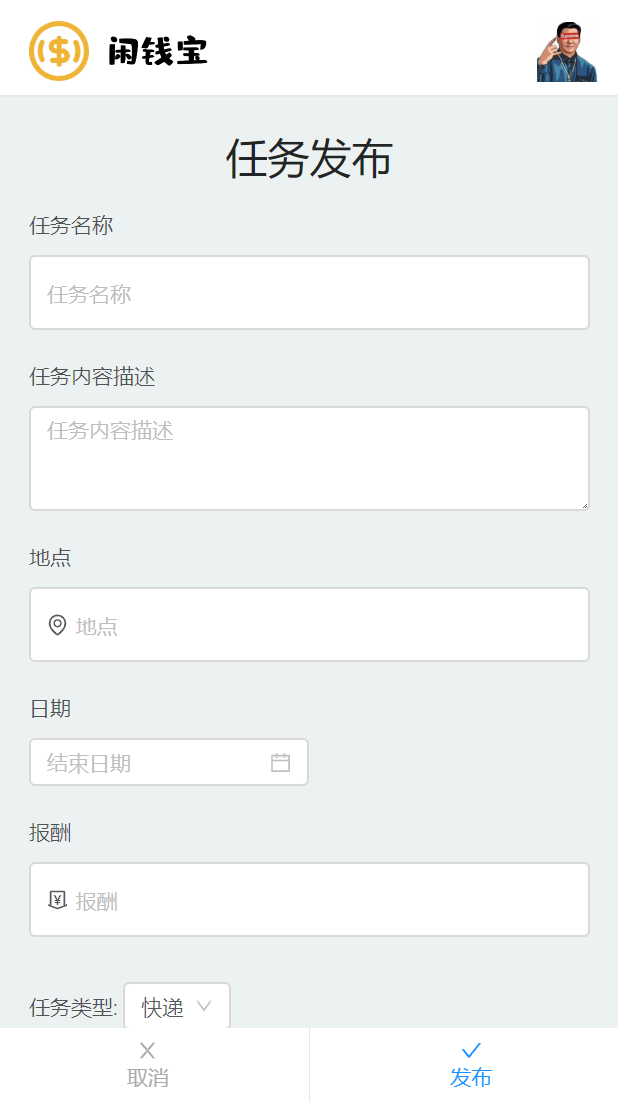 闲钱宝
任务发布
任务名称
任务名称
任务内容描述
任务内容描述
地点
地点
日期
结束日期
报酬
报酬
任务类型: 快递
取消
发布